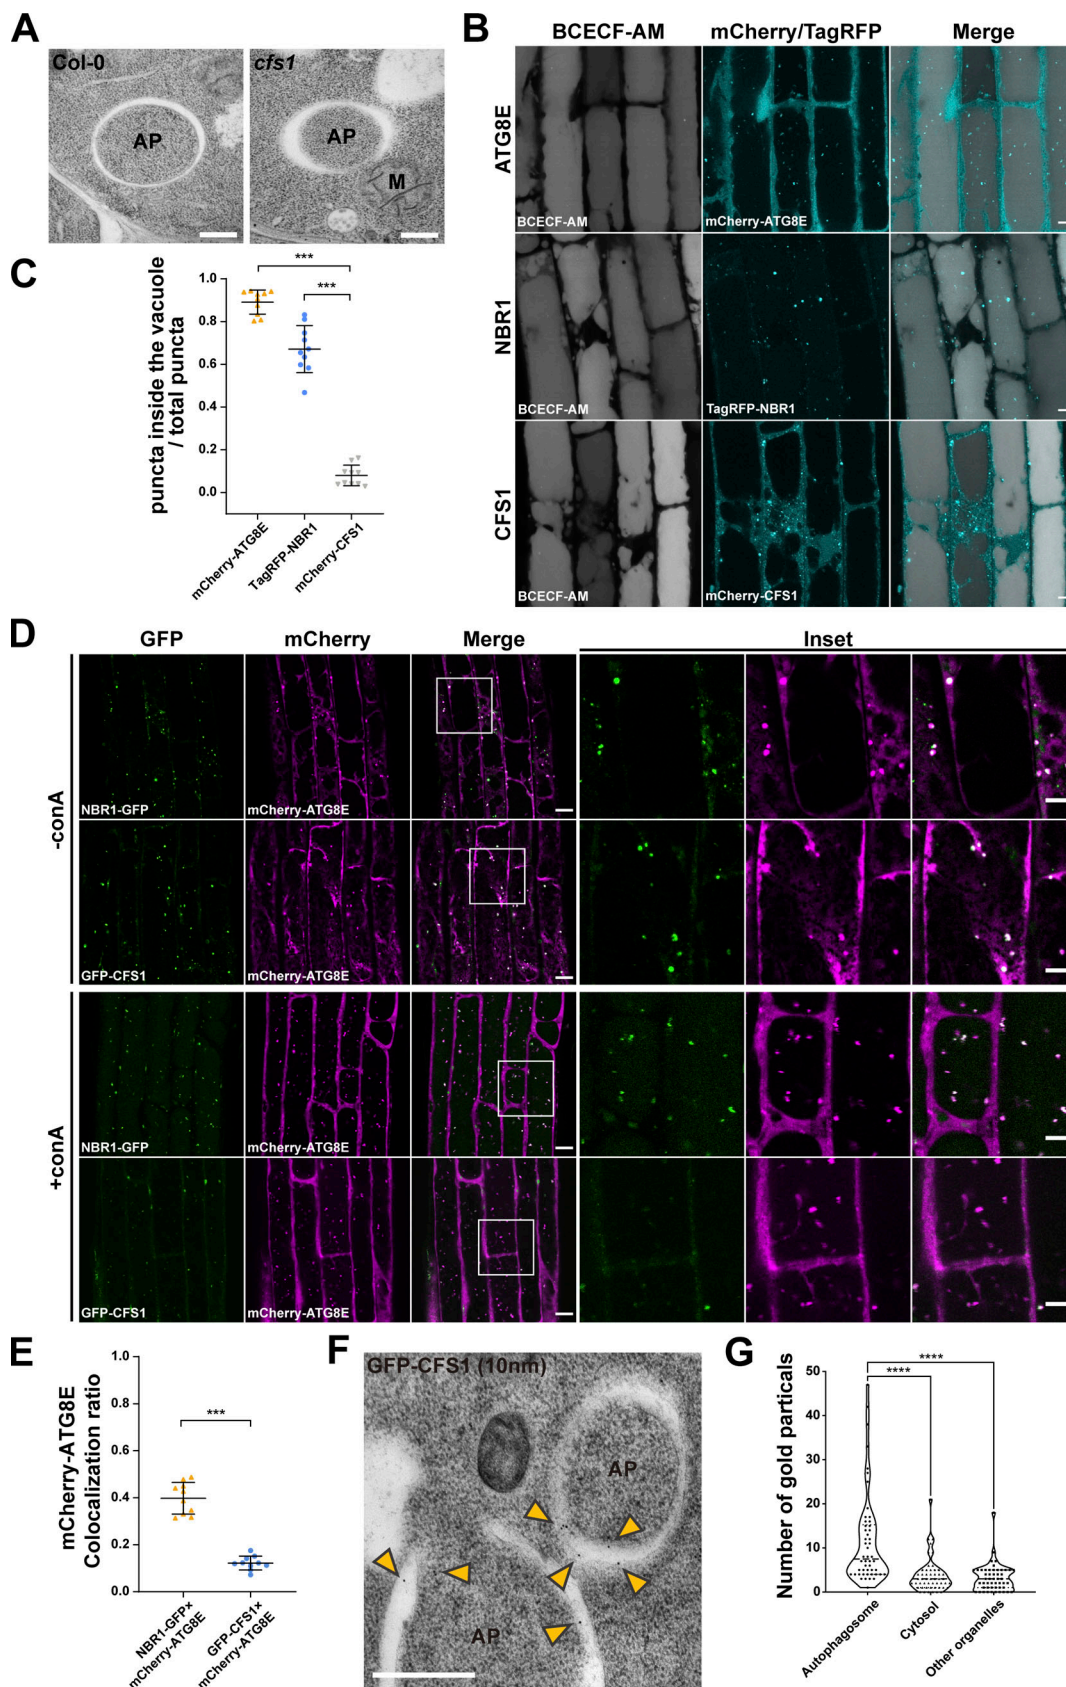 A
Col-0
cfs1
AP
AP
M
B
BCECF-AM
mCherry/TagRFP
Merge
ATG8E
BCECF-AM
mCherry-ATG8E
NBR1
BCECF-AM
TagRFP-NBR1
CFS1
BCECF-AM
mCherry-CFS1
C
puncta inside the vacuole
/ total puncta
1.0
0.8
0.6
0.4
0.2
0.0
***
***
mCherry-ATG8E
TagRFP-NBR1
mCherry-CFS1
D
GFP
mCherry
Merge
Inset
-conA
NBR1-GFP
mCherry-ATG8E
GFP-CFS1
mCherry-ATG8E
+conA
NBR1-GFP
mCherry-ATG8E
GFP-CFS1
mCherry-ATG8E
E
mCherry-ATG8E
Colocalization ratio
1.0
0.8
0.6
0.4
0.2
0.0
***
NBR1-GFP×
mCherry-ATG8E
GFP-CFS1×
mCherry-ATG8E
F
GFP-CFS1 (10nm)
AP
AP
G
Number of gold particals
50
40
30
20
10
0
****
****
Autophagosome
Cytosol
Other organelles